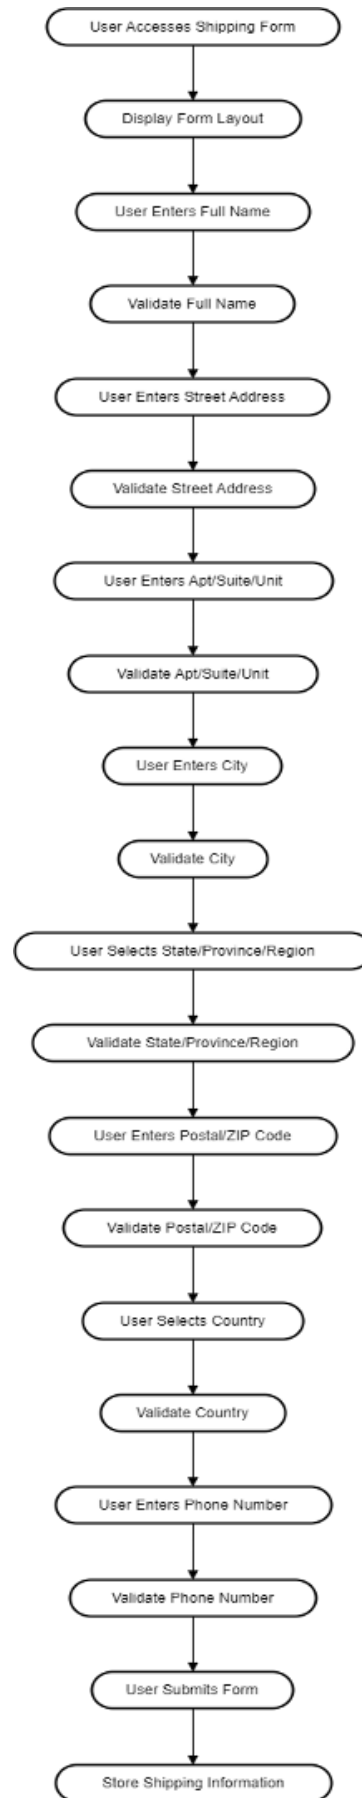 User Accesses Shipping Form
Display Form Layout
User Enters Full Name
Validate Full Name
User Enters Street Address
Validate Street Address
User Enters Apt/Suite/Unit
Validate Apt/Suite/Unit
User Enters City
Validate City
User Selects State/Province/Region
Validate State/Province/Region
User Enters Postal/ZIP Code
Validate Postal/ZIP Code
User Selects Country
Validate Country
User Enters Phone Number
Validate Phone Number
User Submits Form
Store Shipping Information